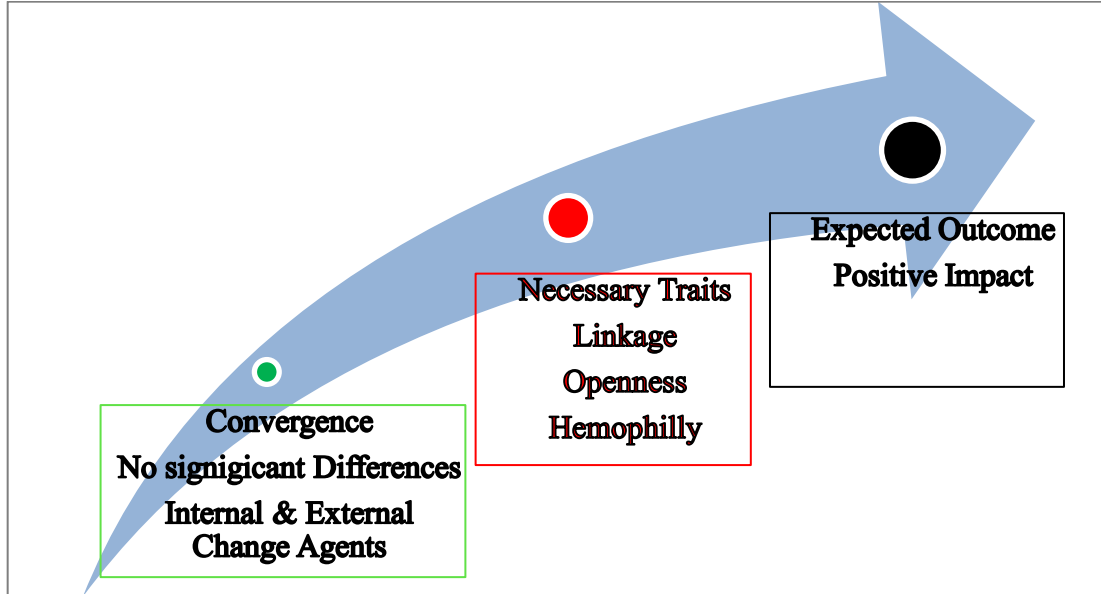 Convergence
No signigicant Differences
Internal & External
Change Agents
Necessary Traits
Linkage
Openness
Hemophilly
Expected Outcome
Positive Impact